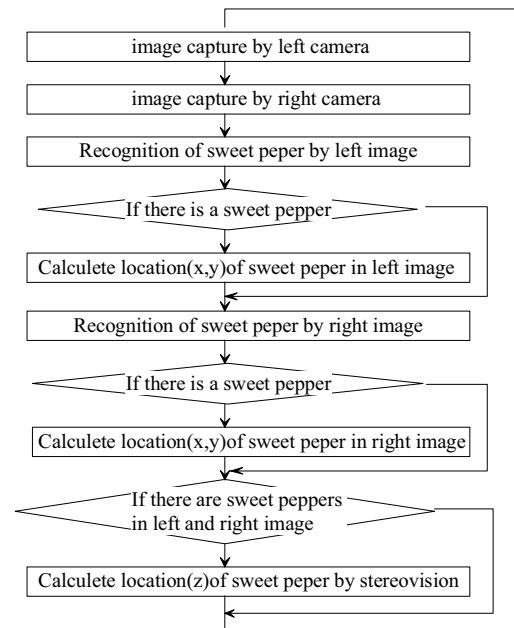 image capture by left camera
image capture by right camera
Recognition of sweet peper by left image
If there is a sweet pepper
Calculete location(x,y)of sweet peper in left image
Recognition of sweet peper by right image
If there is a sweet pepper
Calculete location(x,y)of sweet peper in right image
If there are sweet peppers
in left and right image
Calculete location(z)of sweet peper by stereovision